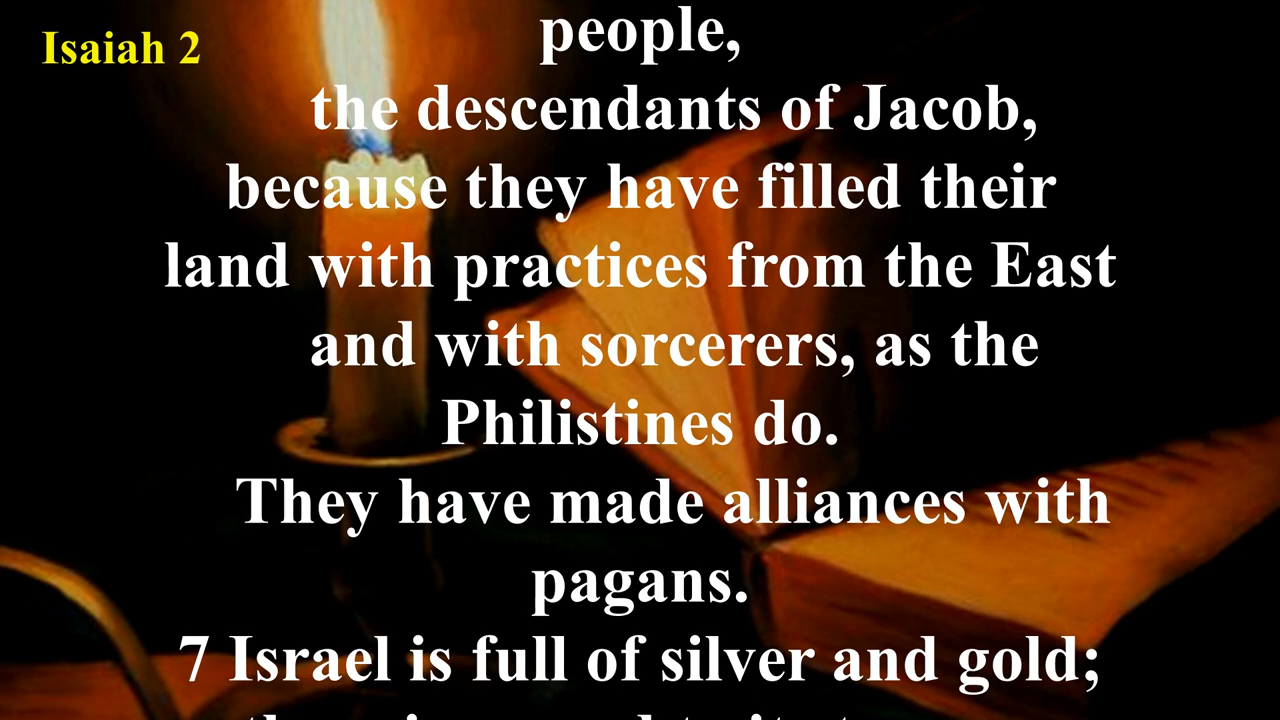 Isaiah 2
people,
the descendants of Jacob,
because they have filled their
land with practices from the East
and with sorcerers, as the
Philistines do.
They have made alliances with
pagans.
7 Israel is full of silver and gold;